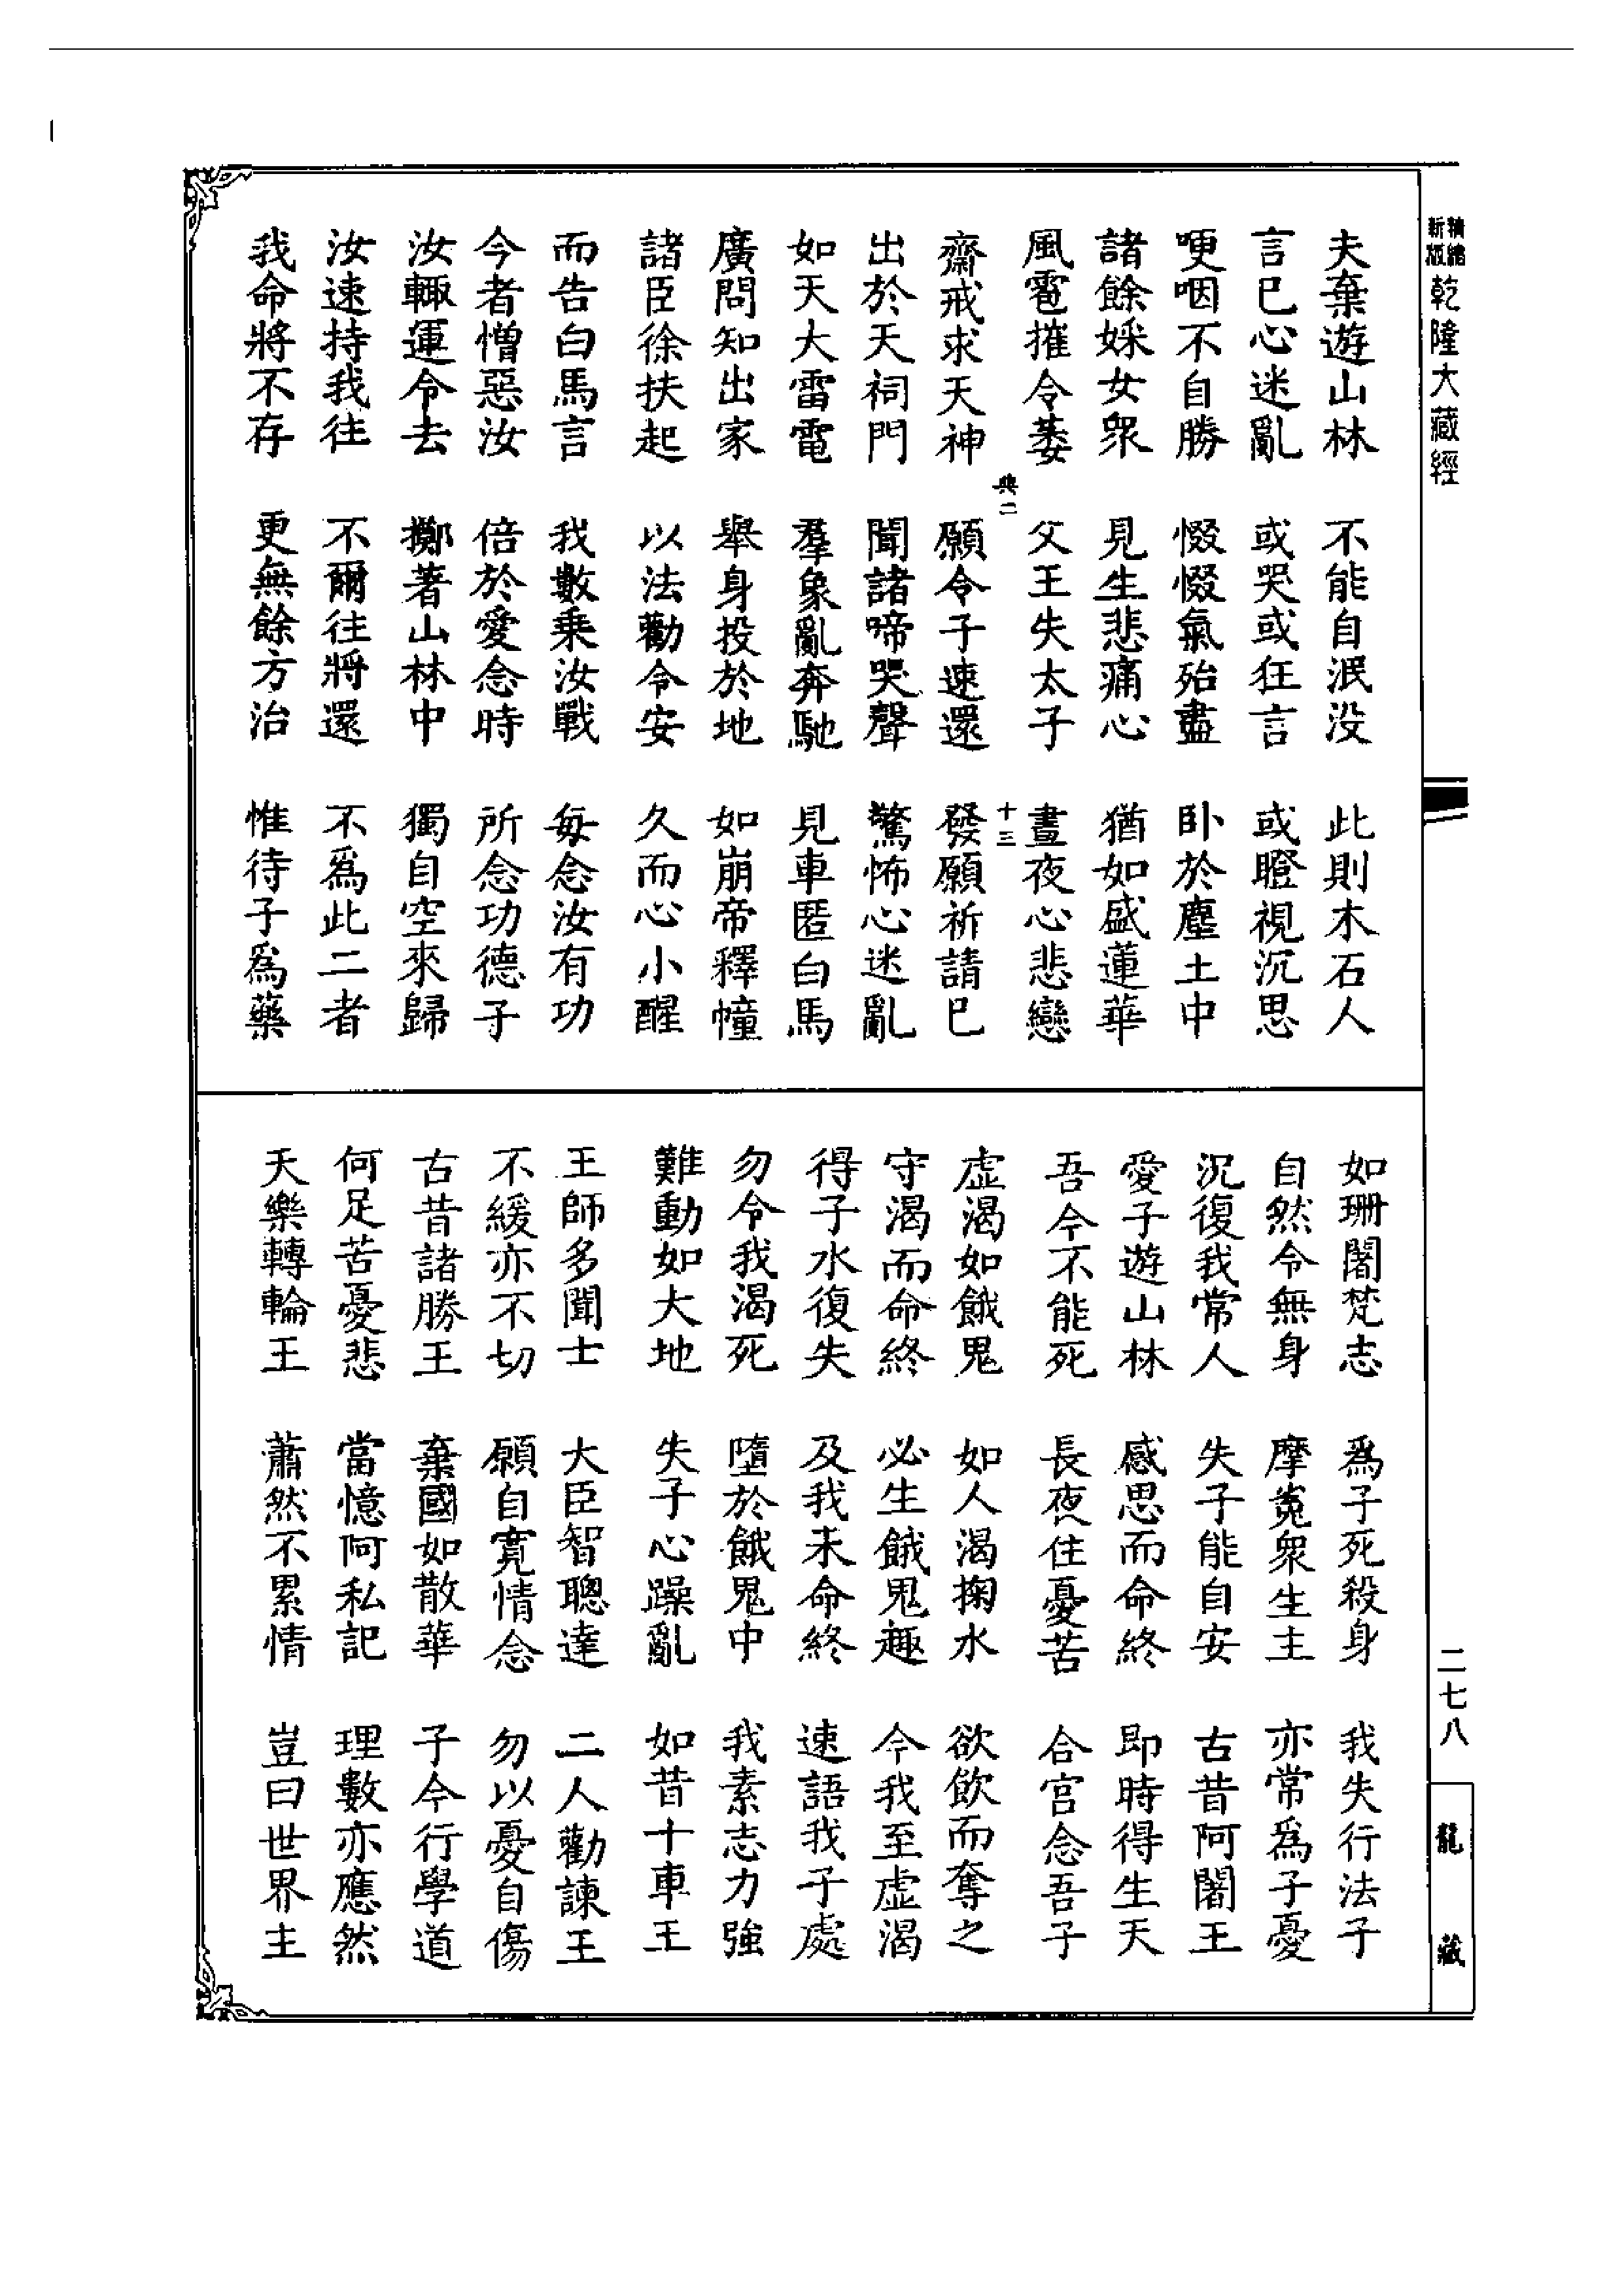 精縮新版乾隆大藏經
夫棄遊山林　不能自泯没　此則木石人
言已心迷亂　或哭或狂言　或瞪視沉思
哽咽不自勝　惙惙氣殆盡　卧於塵土中
諸餘婇女眾　見生悲痛心　猶如盛蓮華
風雹摧令萎　父王失太子　晝夜心悲戀
典二　十三
齋戒求天神　願令子速還　發願祈請已
出於天祠門　聞諸啼哭聲　驚怖心迷亂
如天大雷電　羣象亂奔馳　見車匿白馬
廣問知出家　舉身投於地　如崩帝釋幢
諸臣徐扶起　以法勸令安　久而心小醒
而告白馬言　我數乘汝戰　每念汝有功
今者憎惡汝　倍於愛念時　所念功德子
汝輒運令去　擲著山林中　獨自空來歸
汝速持我往　不爾往將還　不爲此二者
我命將不存　更無餘方治　惟待子爲藥
如珊闍梵志　爲子死殺身　我失行法子
自然令無身　摩㝹眾生主　亦常爲子憂
沉復我常人　失子能自安　古昔阿闍王
愛子遊山林　感思而命終　即時得生天
吾今不能死　長夜住憂苦　合宮念吾子
虛渴如餓鬼　如人渴掬水　欲飲而奪之
守渴而命終　必生餓鬼趣　今我至虛渴
得子水復失　及我未命終　速語我子處
勿令我渴死　墮於餓鬼中　我素志力強
難動如大地　失子心躁亂　如昔十車王
王師多聞士　大臣智聰達　二人勸諫王
不緩亦不切　願自寬情念　勿以憂自傷
古昔諸勝王　棄國如散華　子今行學道
何足苦憂悲　當憶阿私記　理數亦應然
天樂轉輪王　蕭然不累情　豈曰世界主
二七八
龍藏